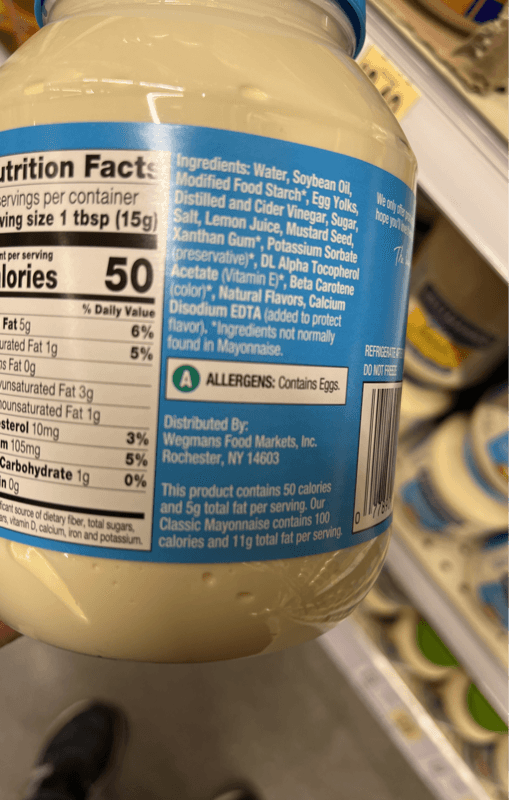 utrition Facts
ervings per container
ving size 1 tbsp (15g)
nt per serving
lories 50
% Daily Value
Fat 5g 6%
urated Fat 1g 5%
s Fat 0g
unsaturated Fat 3g
ounsaturated Fat 1g
sterol 10mg 3%
m 105mg 5%
Carbohydrate 1g 0%
in 0g
ficant source of dietary fiber, total sugars,
ars, vitamin D, calcium, iron and potassium.
Ingredients: Water, Soybean Oil,
Modified Food Starch*, Egg Yolks,
Distilled and Cider Vinegar, Sugar,
Salt, Lemon Juice, Mustard Seed,
Xanthan Gum*, Potassium Sorbate
(preservative)*, DL Alpha Tocopherol
Acetate (Vitamin E)*, Beta Carotene
(color)*, Natural Flavors, Calcium
Disodium EDTA (added to protect
flavor). *Ingredients not normally
found in Mayonnaise.
A ALLERGENS: Contains Eggs.
Distributed By:
Wegmans Food Markets, Inc.
Rochester, NY 14603
This product contains 50 calories
and 5g total fat per serving. Our
Classic Mayonnaise contains 100
calories and 11g total fat per serving.
We only offer
hope you'll
REFRIGERATE
DO NOT FREEZE
0